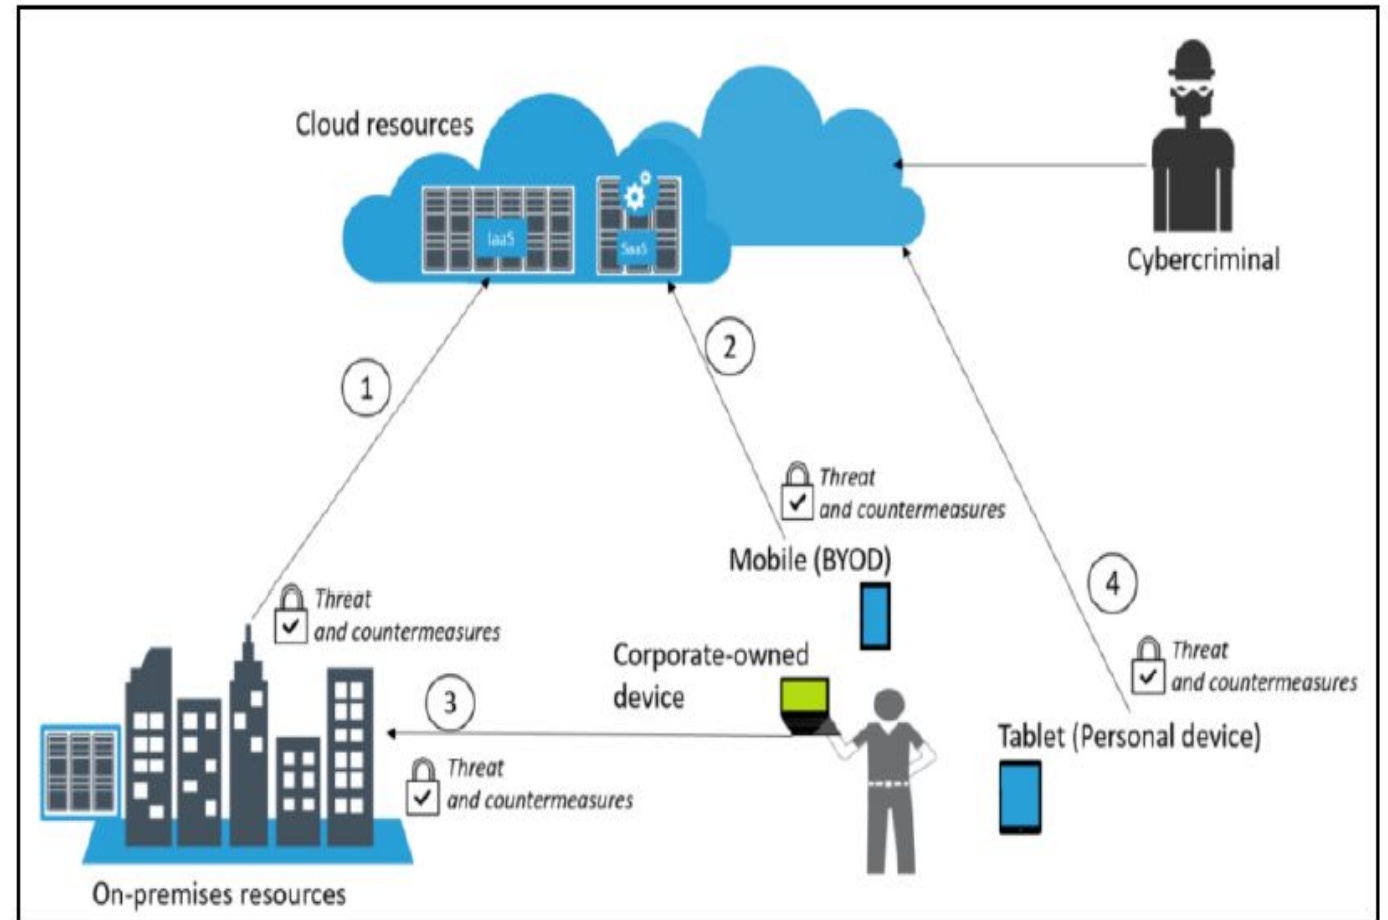 Cloud resources
IaaS
SaaS
Cybercriminal
1
2
Threat
and countermeasures
Mobile (BYOD)
4
Threat
and countermeasures
Corporate-owned
device
Threat
and countermeasures
3
Tablet (Personal device)
Threat
and countermeasures
On-premises resources